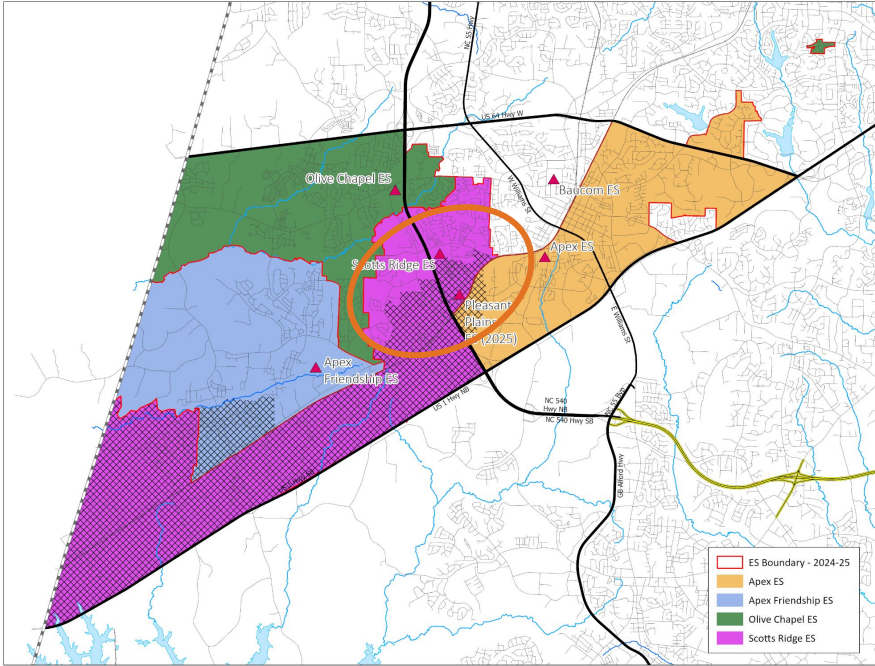 NC 55 Hwy
US 64 Hwy W
Olive Chapel ES
W Williams St
Baucom ES
Apex ES
Scotts Ridge ES
Pleasant
Plains
ES (2025)
E Williams St
Apex
Friendship ES
US 1 Hwy NB
NC 540
Hwy NB
NC 540 Hwy SB
NC 55 Byp
GB Alford Hwy
ES Boundary - 2024-25
Apex ES
Apex Friendship ES
Olive Chapel ES
Scotts Ridge ES